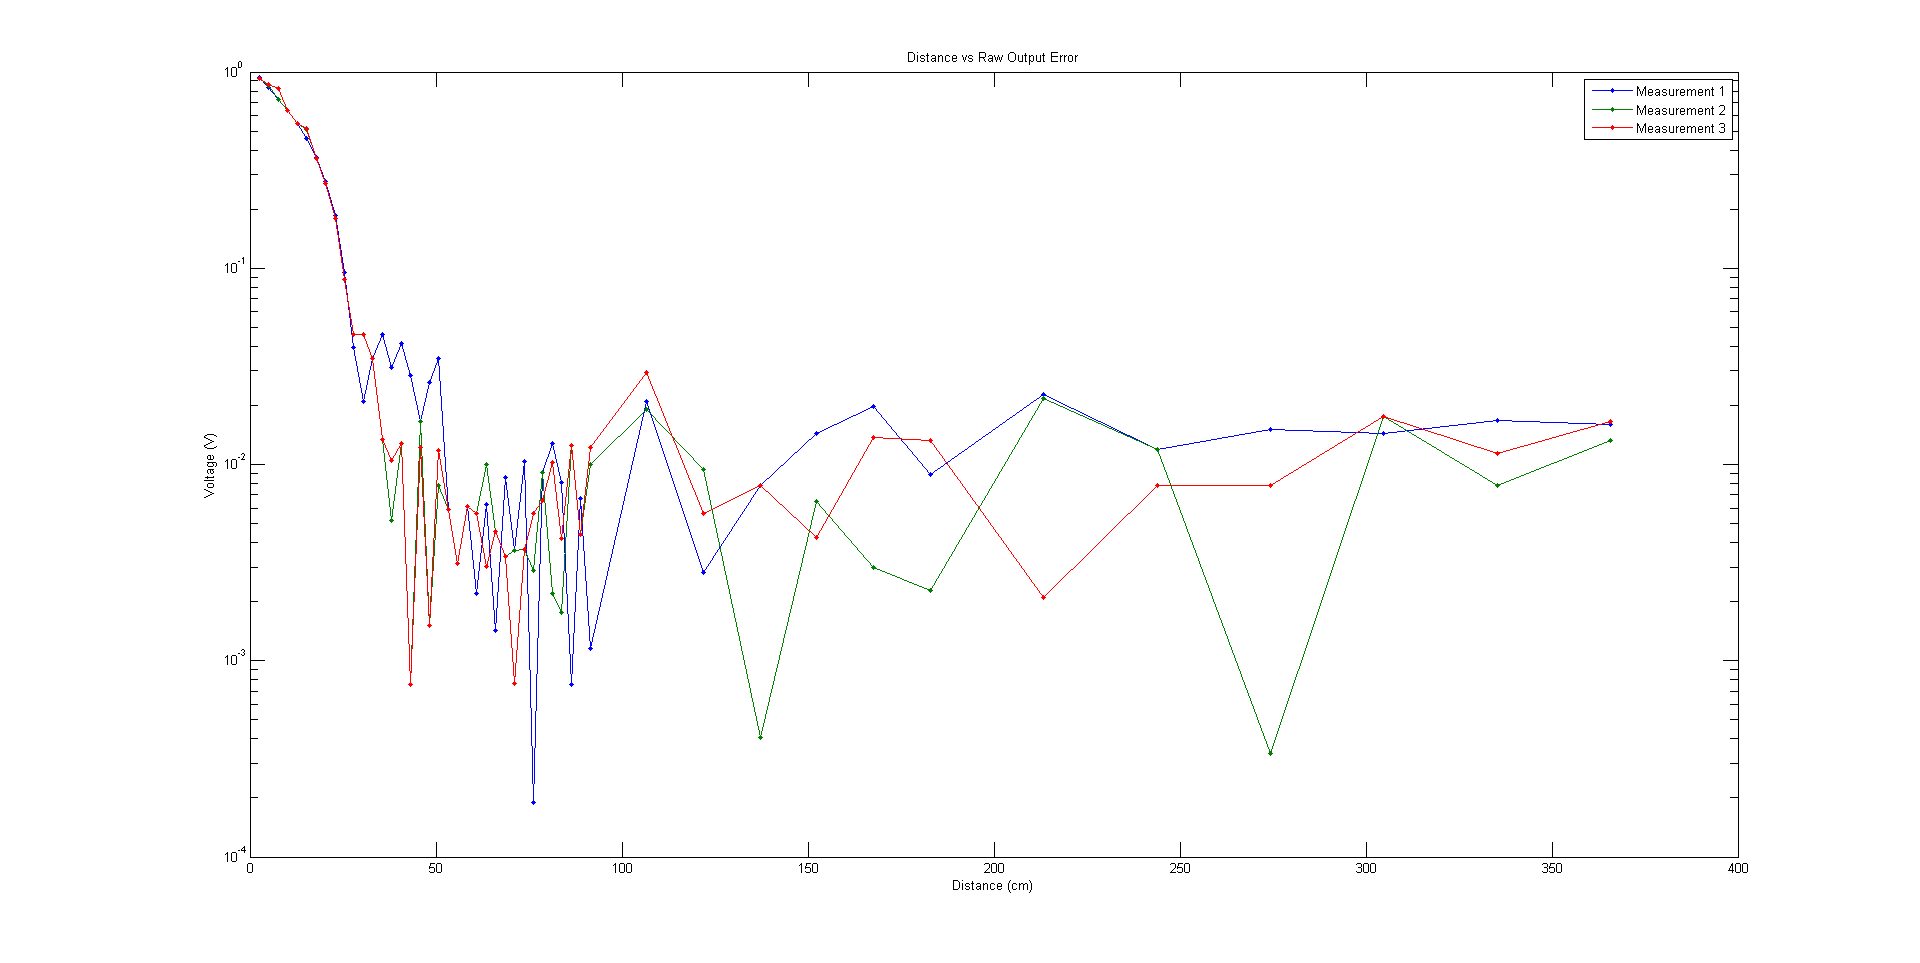 Distance vs Raw Output Error
Measurement 1
Measurement 2
Measurement 3
Voltage (V)
10^0
10^-1
10^-2
10^-3
10^-4
0 50 100 150 200 250 300 350 400
Distance (cm)